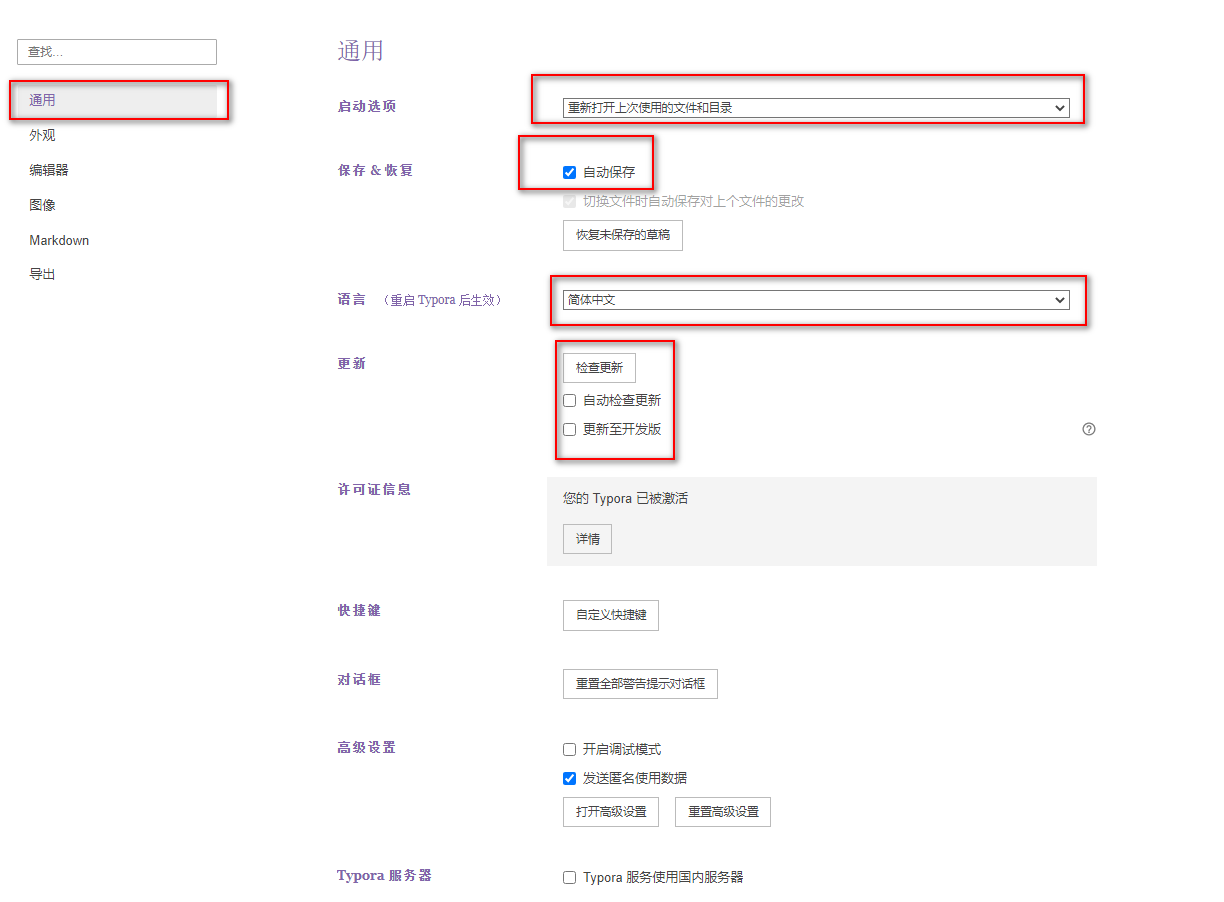 查找...
通用
外观
编辑器
图像
Markdown
导出
通用
启动选项
重新打开上次使用的文件和目录
保存 & 恢复
自动保存
切换文件时自动保存对上个文件的更改
恢复未保存的草稿
语言 （重启 Typora 后生效）
简体中文
更新
检查更新
自动检查更新
更新至开发版
许可证信息
您的 Typora 已被激活
详情
快捷键
自定义快捷键
对话框
重置全部警告提示对话框
高级设置
开启调试模式
发送匿名使用数据
打开高级设置 重置高级设置
Typora 服务器
Typora 服务使用国内服务器